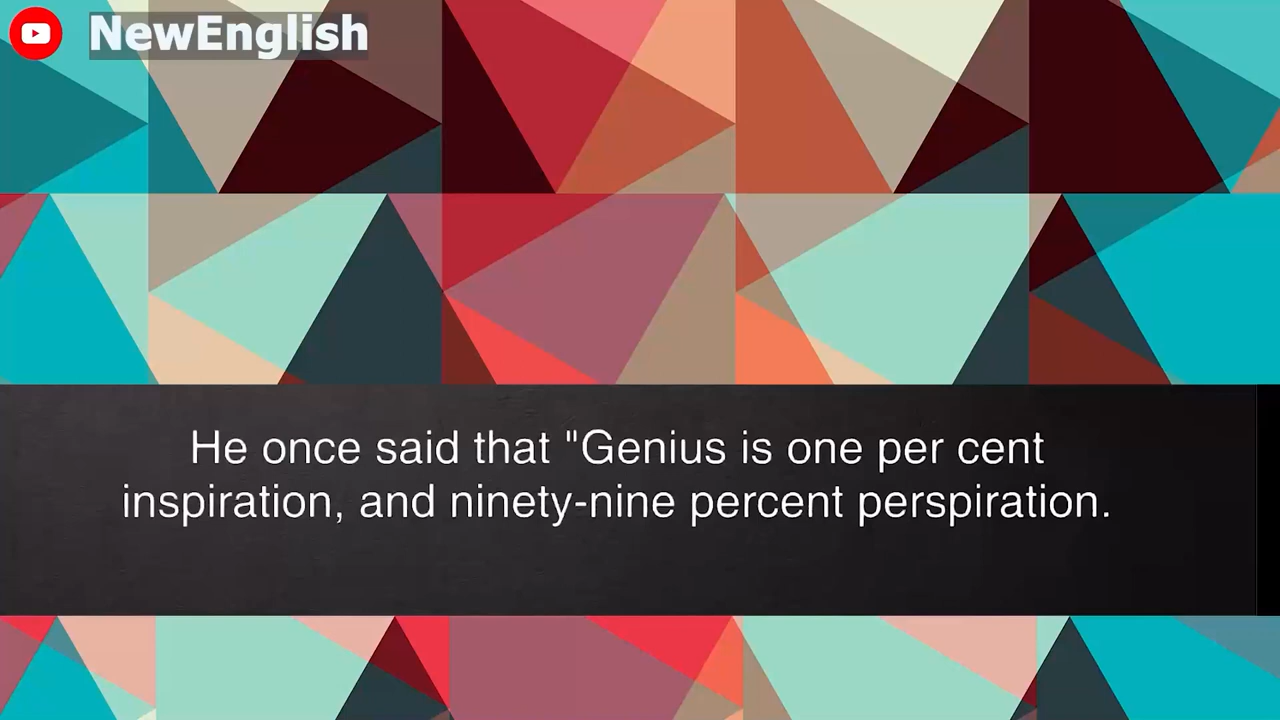 NewEnglish
He once said that "Genius is one per cent
inspiration, and ninety-nine percent perspiration.